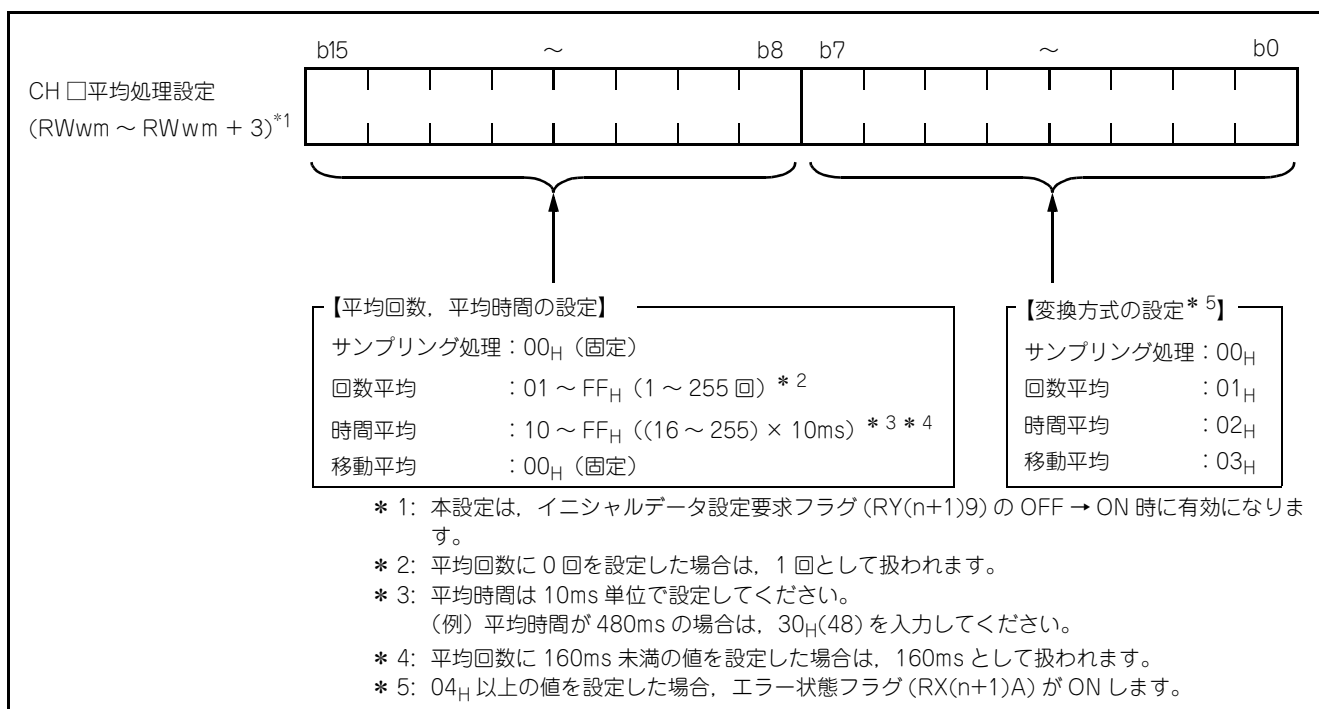 b15 ～ b8 b7 ～ b0
CH □平均処理設定
(RWwm ～ RWwm + 3)*1
【平均回数，平均時間の設定】
サンプリング処理：00H（固定）
回数平均 ：01 ～ FFH（1 ～ 255 回）＊2
時間平均 ：10 ～ FFH（(16 ～ 255) × 10ms）＊3＊4
移動平均 ：00H（固定）
【変換方式の設定＊5】
サンプリング処理：00H
回数平均 ：01H
時間平均 ：02H
移動平均 ：03H
＊1: 本設定は，イニシャルデータ設定要求フラグ(RY(n+1)9)の OFF → ON 時に有効になりま
す。
＊2: 平均回数に 0 回を設定した場合は，1 回として扱われます。
＊3: 平均時間は 10ms 単位で設定してください。
（例）平均時間が 480ms の場合は，30H(48) を入力してください。
＊4: 平均回数に 160ms 未満の値を設定した場合は，160ms として扱われます。
＊5: 04H 以上の値を設定した場合，エラー状態フラグ(RX(n+1)A) が ON します。